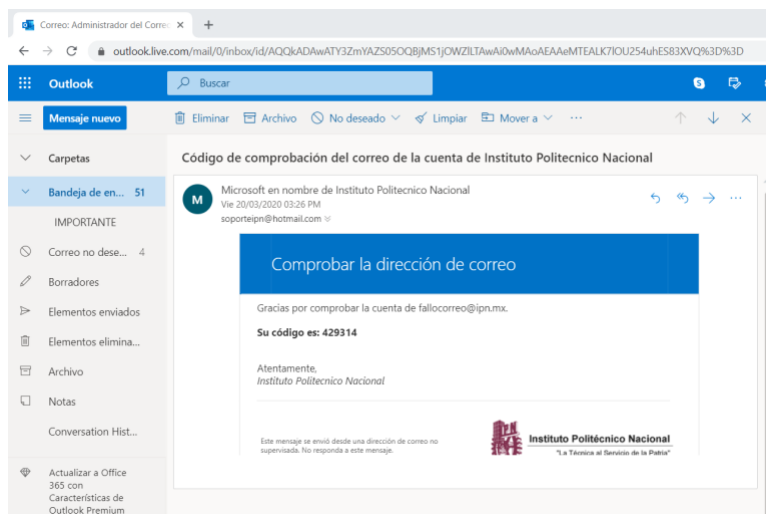 Correo: Administrador del Correo
outlook.live.com/mail/0/inbox/id/AQQkADAwATY3ZmYAZS05OQBjMS1jOWZlLTAwAi0wMAoAEAAeMTEALK7IOU254uhES83XVQ%3D%3D
Outlook
Buscar
Mensaje nuevo
Eliminar Archivo No deseado Limpiar Mover a
Carpetas
Código de comprobación del correo de la cuenta de Instituto Politecnico Nacional
Bandeja de en... 51
M
Microsoft en nombre de Instituto Politecnico Nacional
Vie 20/03/2020 03:26 PM
soporteipn@hotmail.com
IMPORTANTE
Correo no dese... 4
Comprobar la dirección de correo
Borradores
Elementos enviados
Gracias por comprobar la cuenta de fallocorreo@ipn.mx.
Su código es: 429314
Elementos elimina...
Archivo
Atentamente,
Instituto Politecnico Nacional
Notas
Conversation Hist...
Este mensaje se envió desde una dirección de correo no
supervisada. No responda a este mensaje.
Instituto Politécnico Nacional
"La Técnica al Servicio de la Patria"
Actualizar a Office
365 con
Características de
Outlook Premium